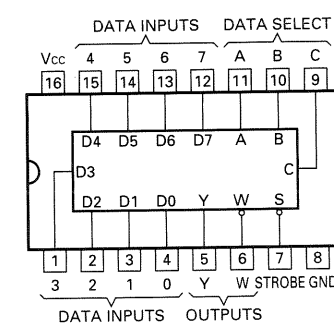 DATA INPUTS DATA SELECT
Vcc 4 5 6 7 A B C
16 15 14 13 12 11 10 9
D4 D5 D6 D7 A B
D3 C
D2 D1 D0 Y W S
1 2 3 4 5 6 7 8
3 2 1 0 Y W STROBE GND
DATA INPUTS OUTPUTS